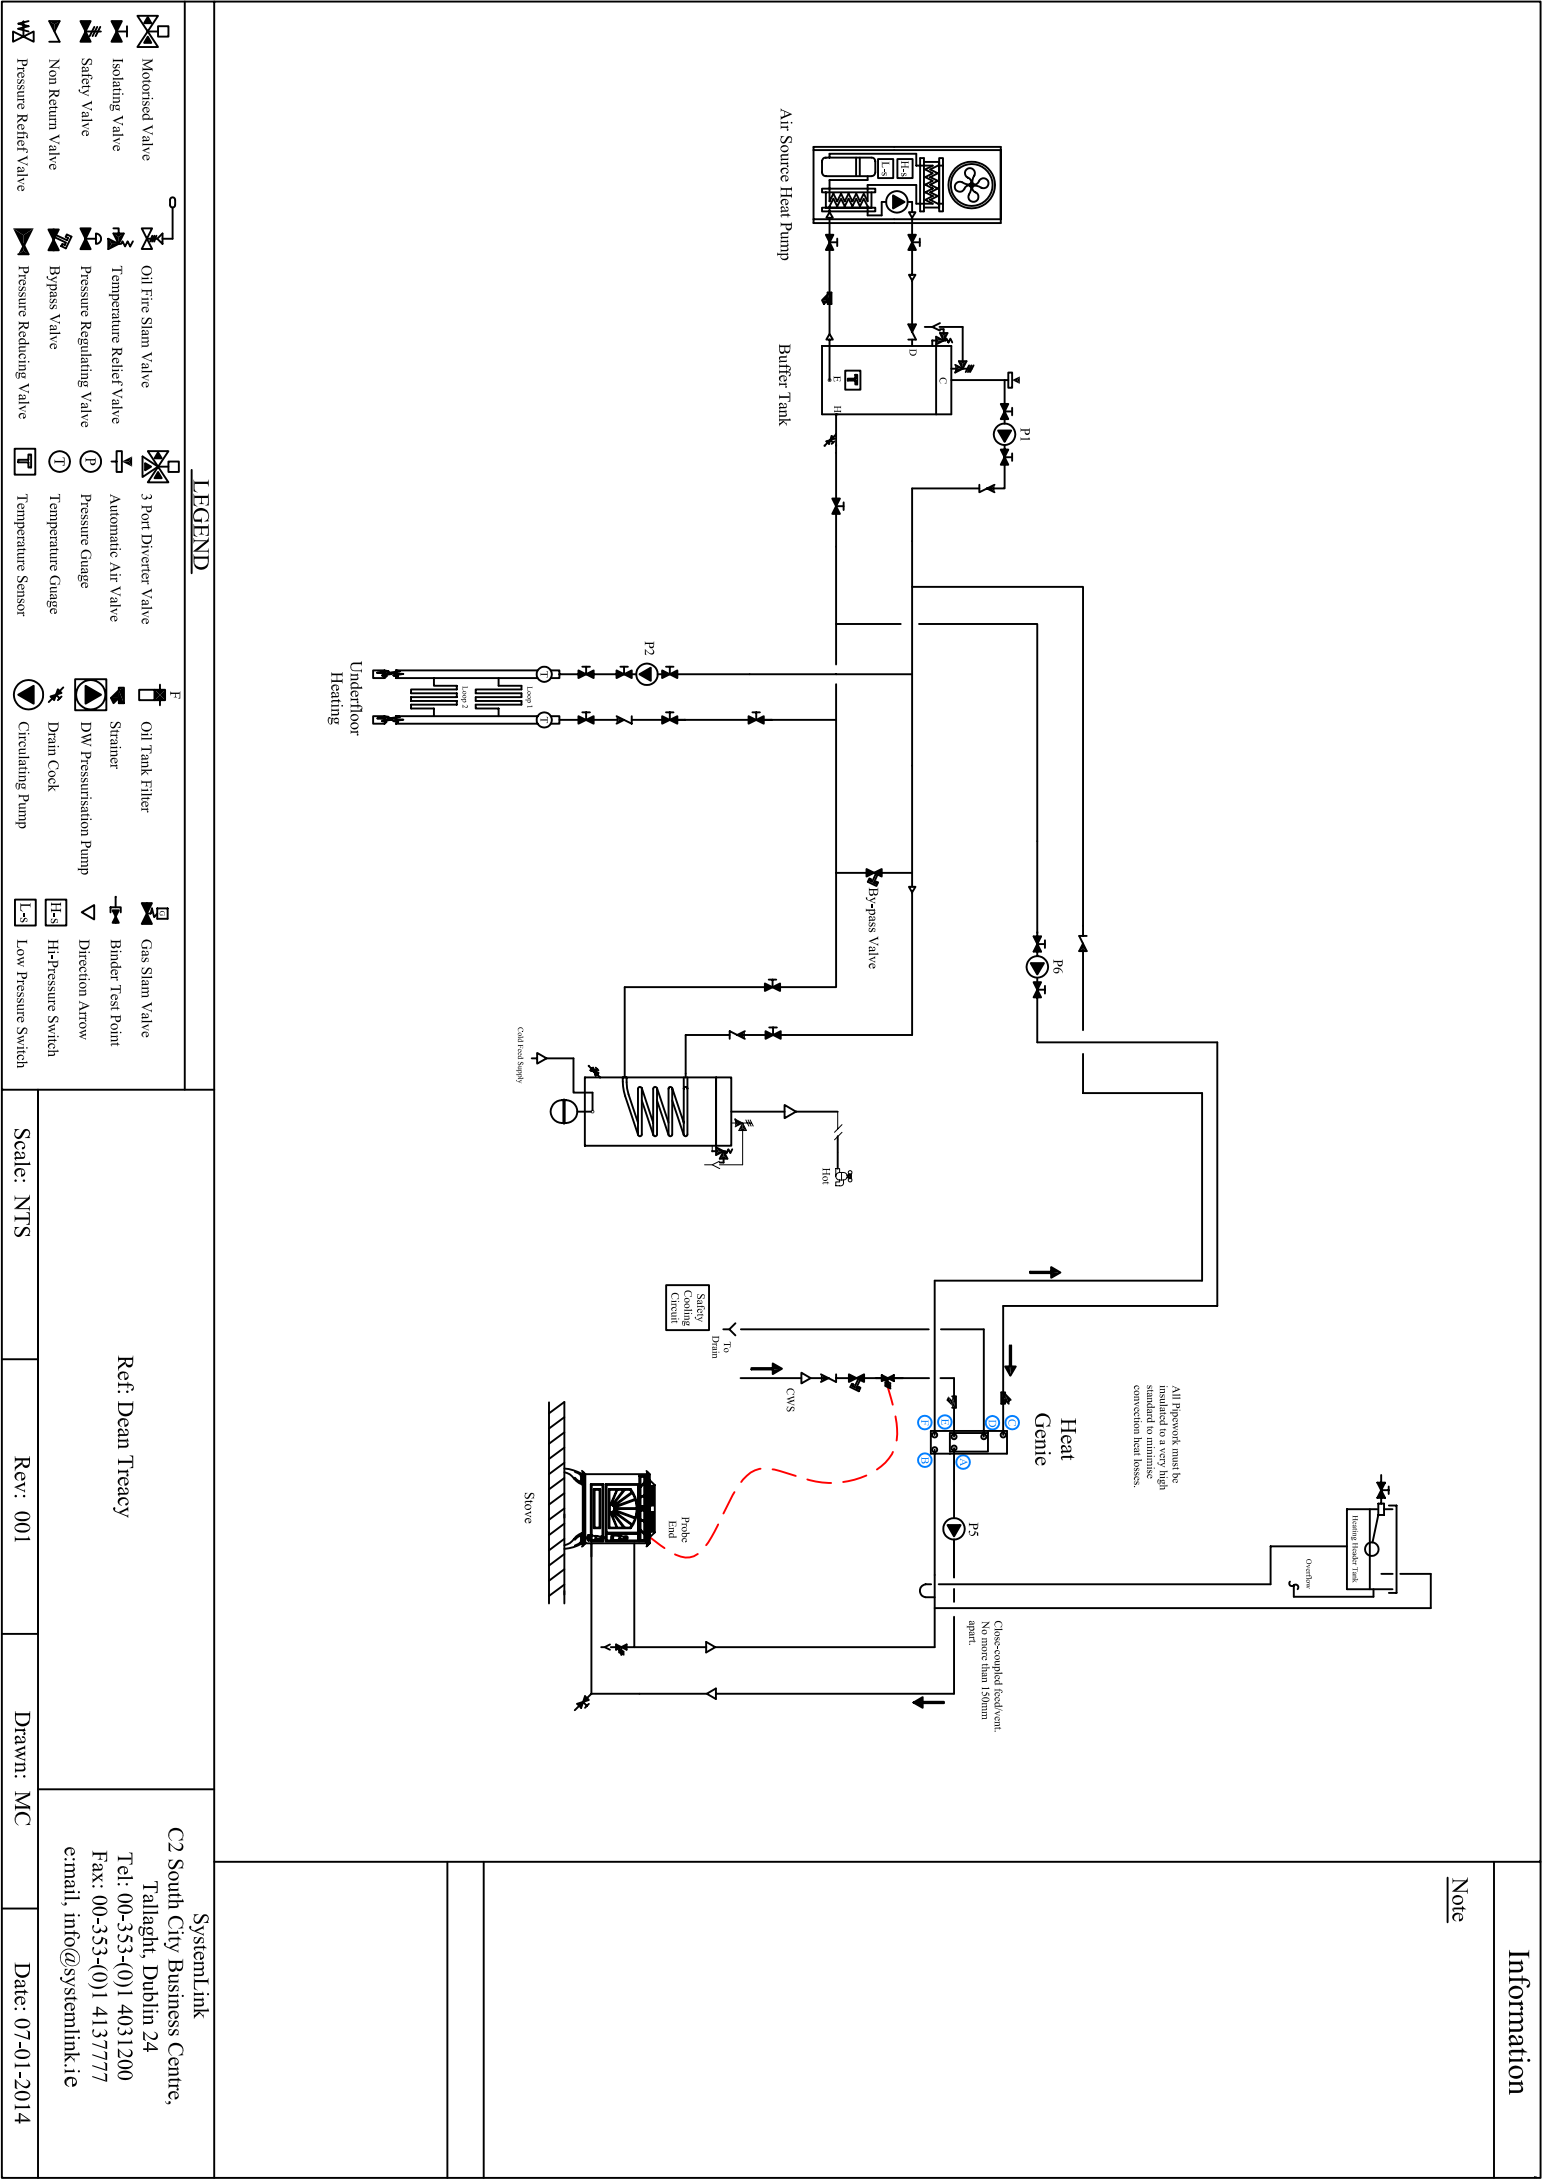 Information
Note
Heating Header Tank
Overflow
All Pipework must be
insulated to a very high
standard to minimise
convection heat losses.
Close-coupled feed/vent.
No more than 150mm
apart.
Heat
Genie
C
D
E
F
A
B
P5
P6
P1
By-pass Valve
Air Source Heat Pump
H-s
L-s
Buffer Tank
C
D
E
H
T
P2
T
T
Loop 1
Loop 2
Underfloor
Heating
Hot
Cold Feed Supply
Safety
Cooling
Circuit
To
Drain
CWS
Probe
End
Stove
LEGEND
Motorised Valve
Isolating Valve
Safety Valve
Non Return Valve
Pressure Refief Valve
Oil Fire Slam Valve
Temperature Relief Valve
Pressure Regulating Valve
Bypass Valve
Pressure Reducing Valve
3 Port Diverter Valve
Automatic Air Valve
P Pressure Guage
T Temperature Guage
T Temperature Sensor
F Oil Tank Filter
Strainer
DW Pressurisation Pump
Drain Cock
Circulating Pump
G Gas Slam Valve
Binder Test Point
Direction Arrow
H-s Hi-Pressure Switch
L-s Low Pressure Switch
Ref: Dean Treacy
SystemLink
C2 South City Business Centre,
Tallaght, Dublin 24
Tel: 00-353-(0)1 4031200
Fax: 00-353-(0)1 4137777
e:mail, info@systemlink.ie
Scale: NTS
Rev: 001
Drawn: MC
Date: 07-01-2014